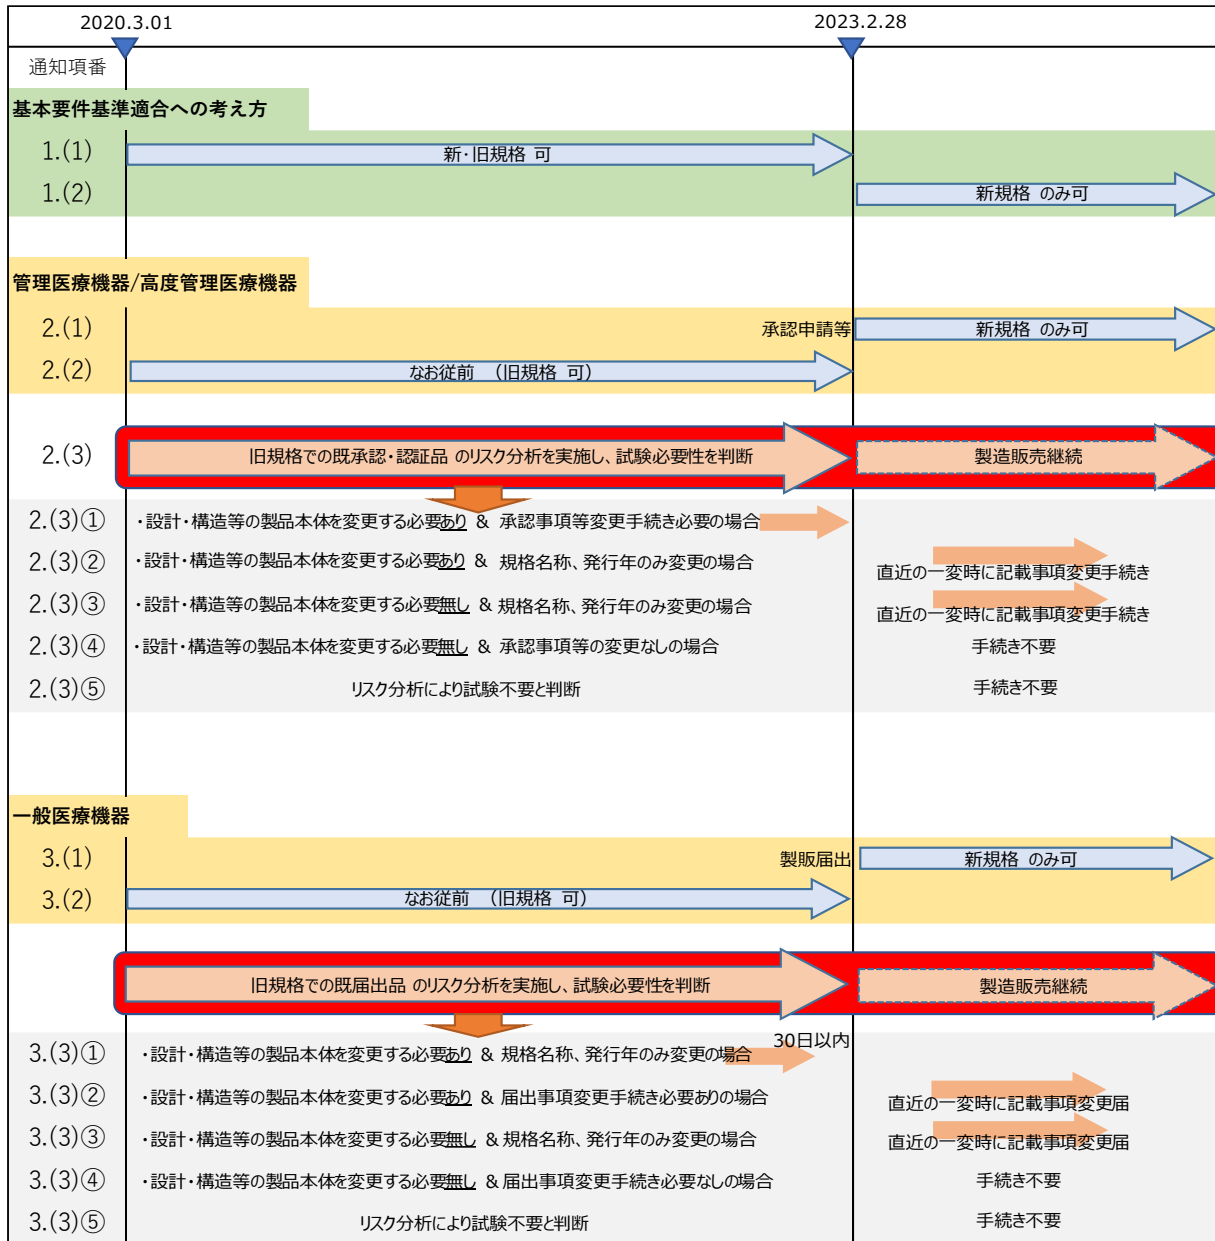 2020.3.01
2023.2.28
通知項番
基本要件基準適合への考え方
1.(1)
新・旧規格 可
1.(2)
新規格 のみ可
管理医療機器/高度管理医療機器
2.(1)
承認申請等
新規格 のみ可
2.(2)
なお従前 （旧規格 可）
2.(3)
旧規格での既承認・認証品 のリスク分析を実施し、試験必要性を判断
製造販売継続
2.(3)①
・設計・構造等の製品本体を変更する必要あり & 承認事項等変更手続き必要の場合
2.(3)②
・設計・構造等の製品本体を変更する必要あり & 規格名称、発行年のみ変更の場合
直近の一変時に記載事項変更手続き
2.(3)③
・設計・構造等の製品本体を変更する必要無し & 規格名称、発行年のみ変更の場合
直近の一変時に記載事項変更手続き
2.(3)④
・設計・構造等の製品本体を変更する必要無し & 承認事項等の変更なしの場合
手続き不要
2.(3)⑤
リスク分析により試験不要と判断
手続き不要
一般医療機器
3.(1)
製販届出
新規格 のみ可
3.(2)
なお従前 （旧規格 可）
旧規格での既届出品 のリスク分析を実施し、試験必要性を判断
製造販売継続
30日以内
3.(3)①
・設計・構造等の製品本体を変更する必要あり & 規格名称、発行年のみ変更の場合
3.(3)②
・設計・構造等の製品本体を変更する必要あり & 届出事項変更手続き必要ありの場合
直近の一変時に記載事項変更届
3.(3)③
・設計・構造等の製品本体を変更する必要無し & 規格名称、発行年のみ変更の場合
直近の一変時に記載事項変更届
3.(3)④
・設計・構造等の製品本体を変更する必要無し & 届出事項変更手続き必要なしの場合
手続き不要
3.(3)⑤
リスク分析により試験不要と判断
手続き不要